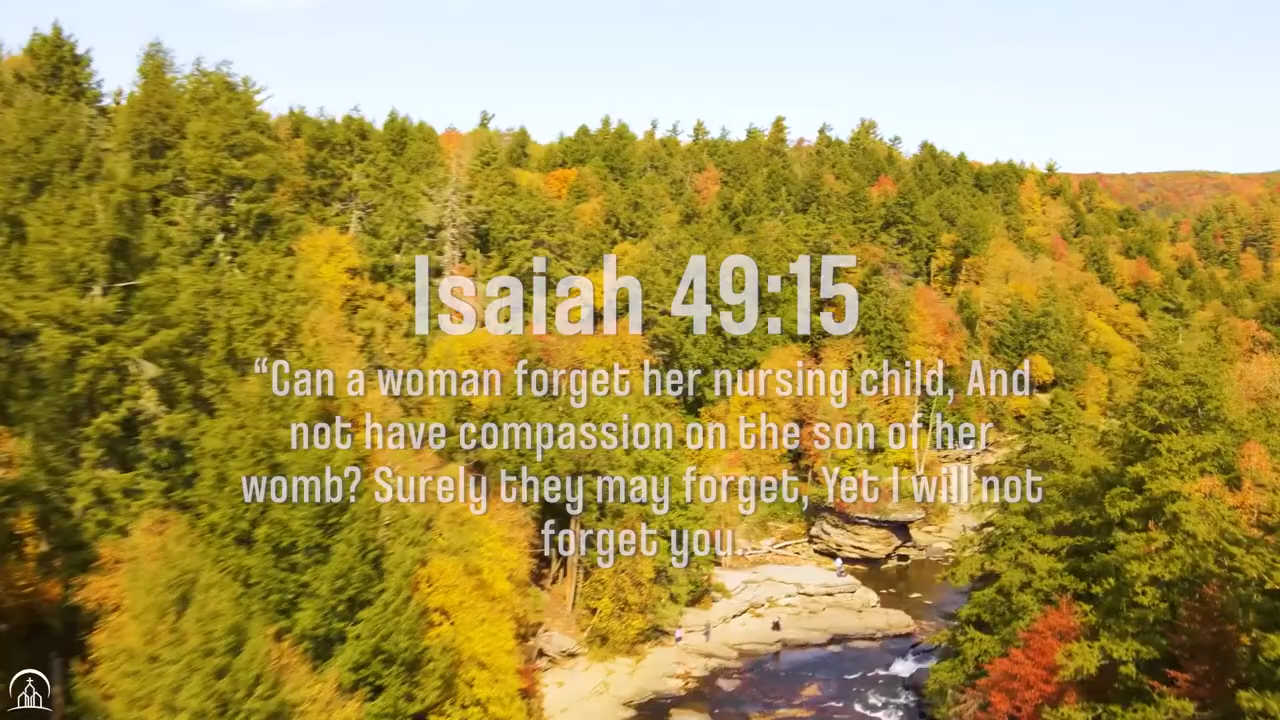 Isaiah 49:15
“Can a woman forget her nursing child, And
not have compassion on the son of her
womb? Surely they may forget, Yet I will not
forget you.